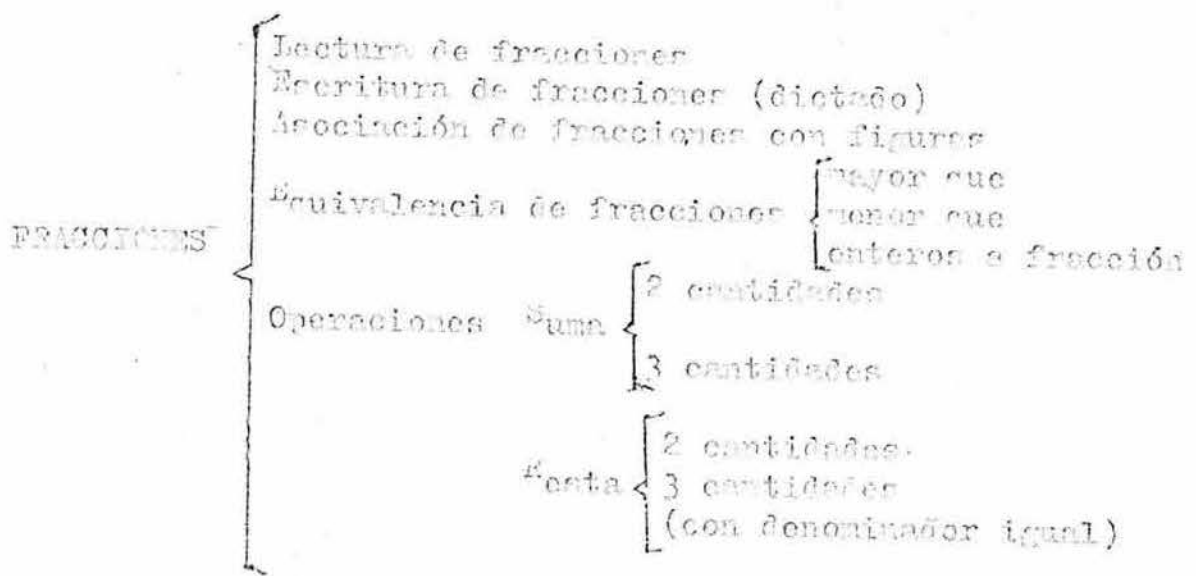 Lectura de fracciones
Escritura de fracciones (dictado)
Asociación de fracciones con figuras
mayor que
Equivalencia de fracciones menor que
FRACCIONES
enteros a fracción
2 cantidades
Operaciones Suma
3 cantidades
2 cantidades.
Resta 3 cantidades
(con denominador igual)